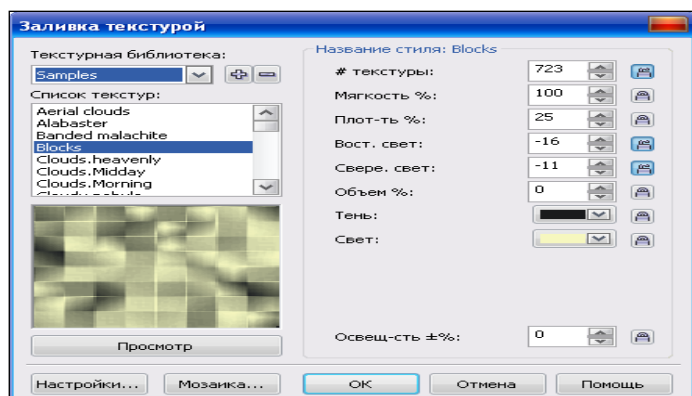 Заливка текстурой
Текстурная библиотека:
Samples
Список текстур:
Aerial clouds
Alabaster
Banded malachite
Blocks
Clouds.heavenly
Clouds.Midday
Clouds.Morning
Просмотр
Название стиля: Blocks
# текстуры: 723
Мягкость %: 100
Плот-ть %: 25
Вост. свет: -16
Свере. свет: -11
Объем %: 0
Тень:
Свет:
Освещ-сть ±%: 0
Настройки... Мозаика... ОК Отмена Помощь